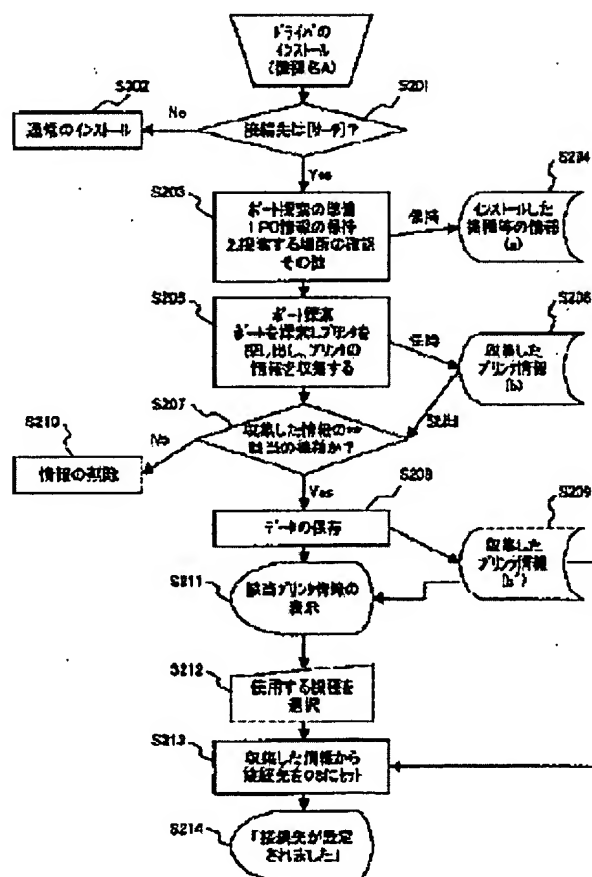 ドライバの
インストール
(機種名A)
S201
S202
No
接続先は[サーチ]?
通常のインストール
Yes
S203
S204
ポート探索の準備
1.PC情報の保持
2.探索する場所の確認
その他
保持
インストールした
機種等の情報
(a)
S205
S206
ポート探索
ポートを探索しプリンタを
探し出し、プリンタの
情報を収集する
保持
収集した
プリンタ情報
(b)
S207
S210
No
収集した情報の
該当の機種か?
情報の削除
Yes
S208
S209
データの保存
収集した
プリンタ情報
(b')
S211
該当プリンタ情報の
表示
S212
使用する機種を
選択
S213
収集した情報から
接続先をOSにセット
S214
「接続先が設定
されました」